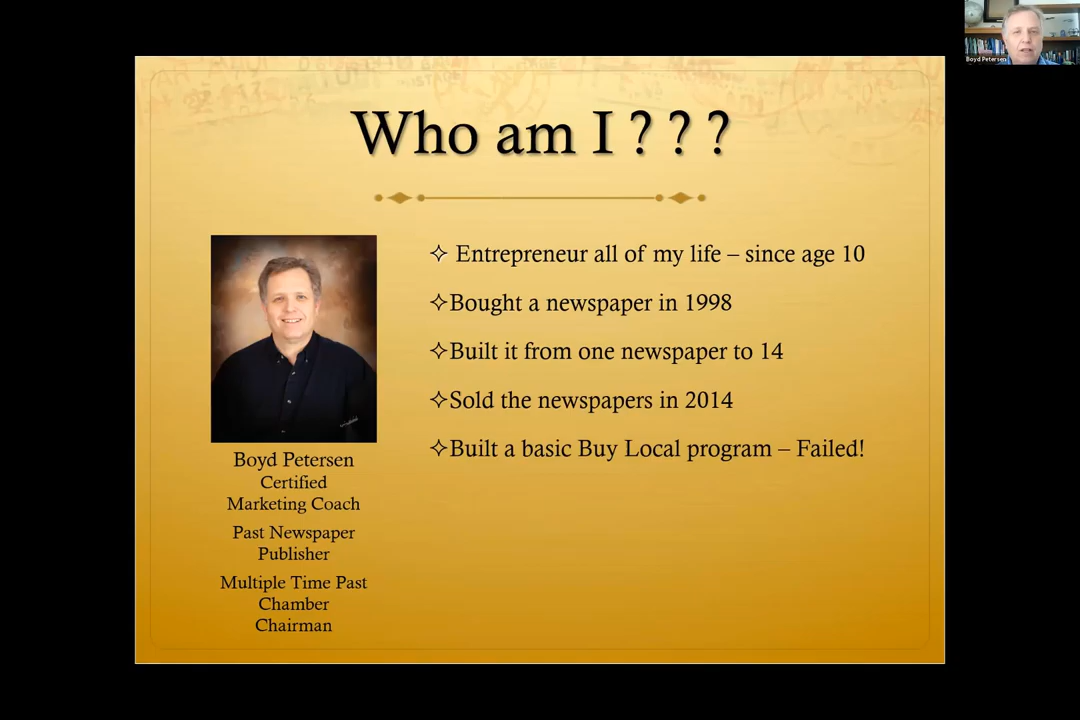 Boyd Petersen
Who am I ? ? ?
Entrepreneur all of my life – since age 10
Bought a newspaper in 1998
Built it from one newspaper to 14
Sold the newspapers in 2014
Built a basic Buy Local program – Failed!
Boyd Petersen
Certified
Marketing Coach
Past Newspaper
Publisher
Multiple Time Past
Chamber
Chairman